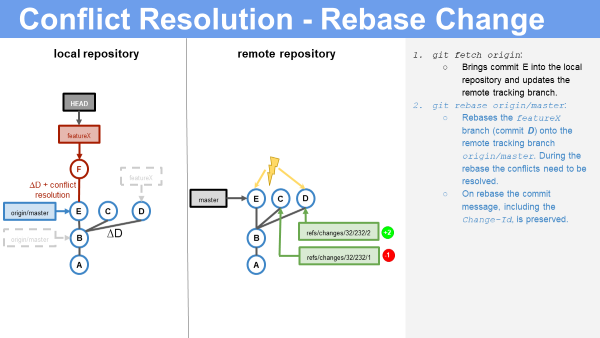 Conflict Resolution - Rebase Change
local repository
HEAD
featureX
F
ΔD + conflict
resolution
featureX
origin/master
E
C
D
origin/master
B
ΔD
A
remote repository
master
E
C
D
B
refs/changes/32/232/2
+2
A
refs/changes/32/232/1
1
1. git fetch origin:
○ Brings commit E into the local
repository and updates the
remote tracking branch.
2. git rebase origin/master:
○ Rebases the featureX
branch (commit D) onto the
remote tracking branch
origin/master. During the
rebase the conflicts need to be
resolved.
○ On rebase the commit
message, including the
Change-Id, is preserved.